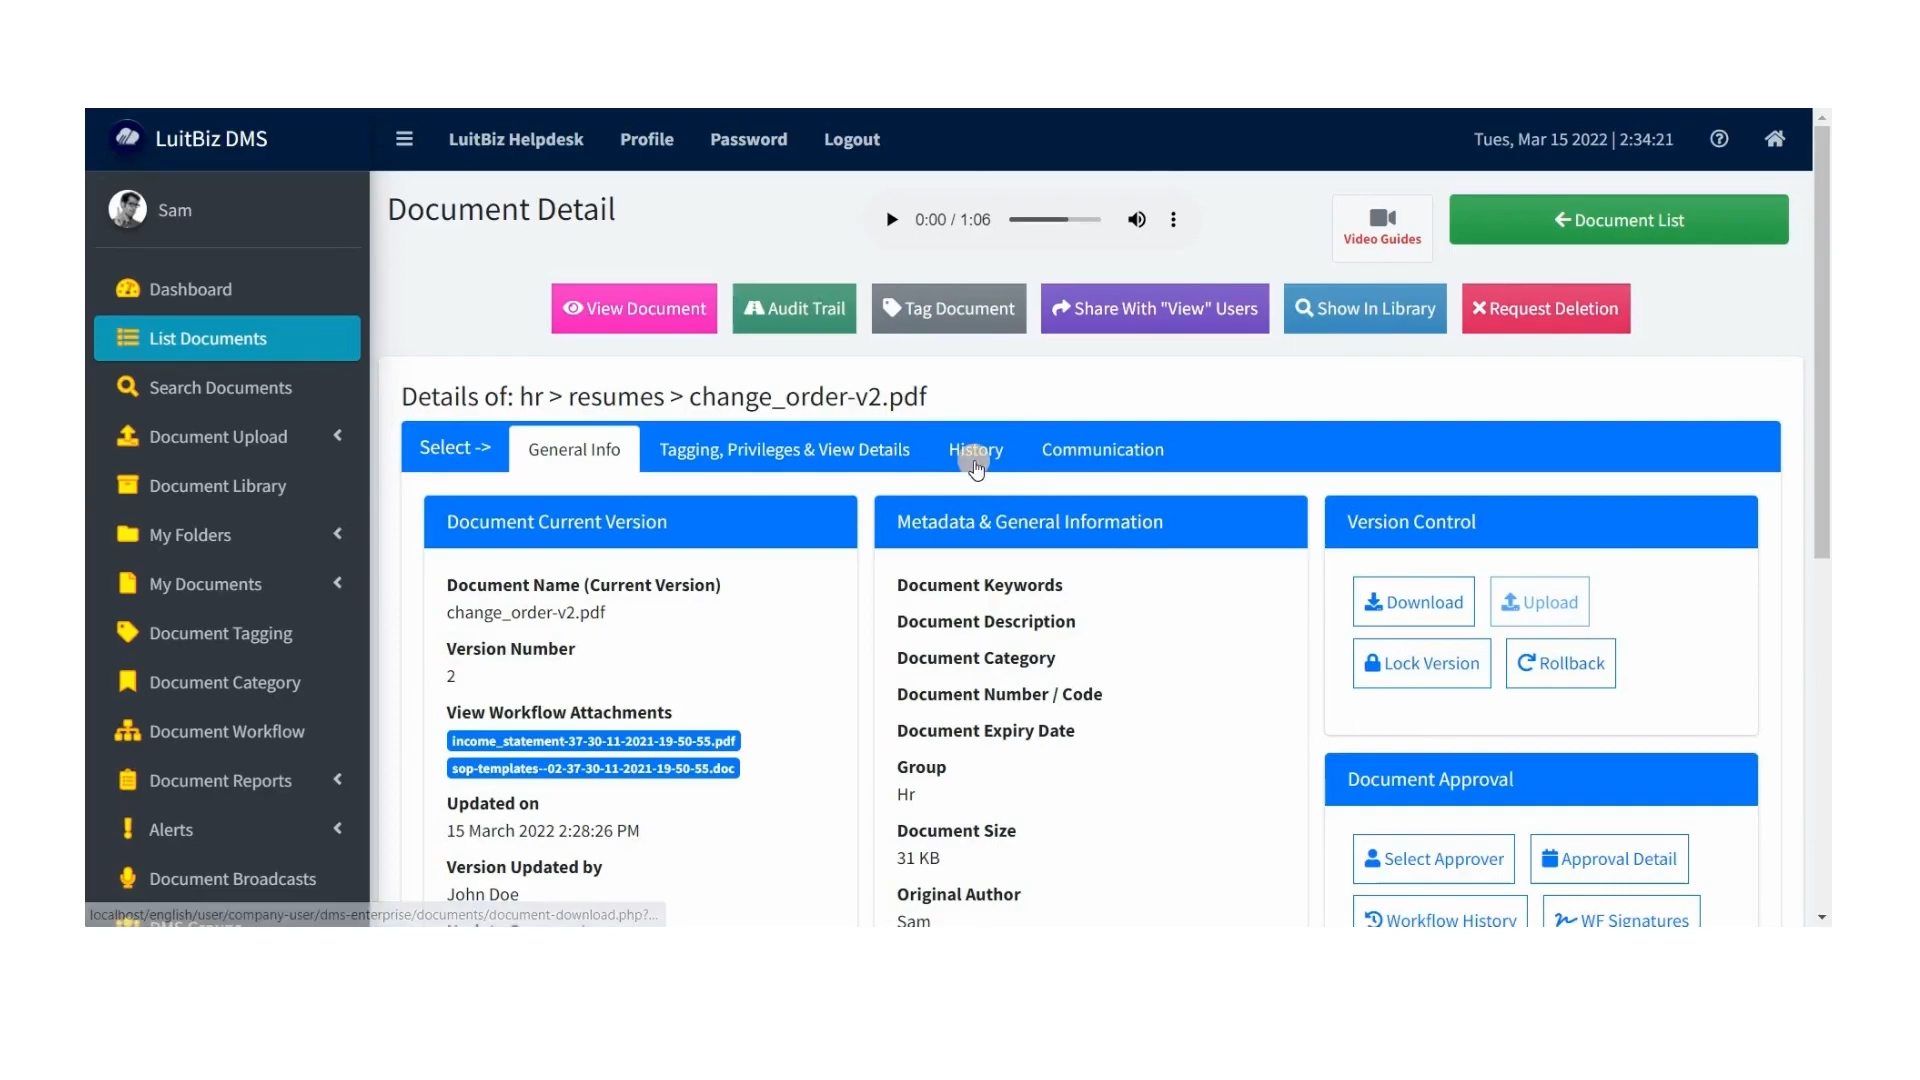 LuitBiz DMS
LuitBiz Helpdesk Profile Password Logout
Tues, Mar 15 2022 | 2:34:21
Sam
Dashboard
List Documents
Search Documents
Document Upload
Document Library
My Folders
My Documents
Document Tagging
Document Category
Document Workflow
Document Reports
Alerts
Document Broadcasts
Document Detail
0:00 / 1:06
Video Guides
Document List
View Document
Audit Trail
Tag Document
Share With "View" Users
Show In Library
Request Deletion
Details of: hr > resumes > change_order-v2.pdf
Select -> General Info Tagging, Privileges & View Details History Communication
Document Current Version
Document Name (Current Version)
change_order-v2.pdf
Version Number
2
View Workflow Attachments
income_statement-37-30-11-2021-19-50-55.pdf
sop-templates--02-37-30-11-2021-19-50-55.doc
Updated on
15 March 2022 2:28:26 PM
Version Updated by
John Doe
Metadata & General Information
Document Keywords
Document Description
Document Category
Document Number / Code
Document Expiry Date
Group
Hr
Document Size
31 KB
Original Author
Sam
Version Control
Download Upload
Lock Version Rollback
Document Approval
Select Approver Approval Detail
Workflow History WF Signatures
localhost/english/user/company-user/dms-enterprise/documents/document-download.php?...